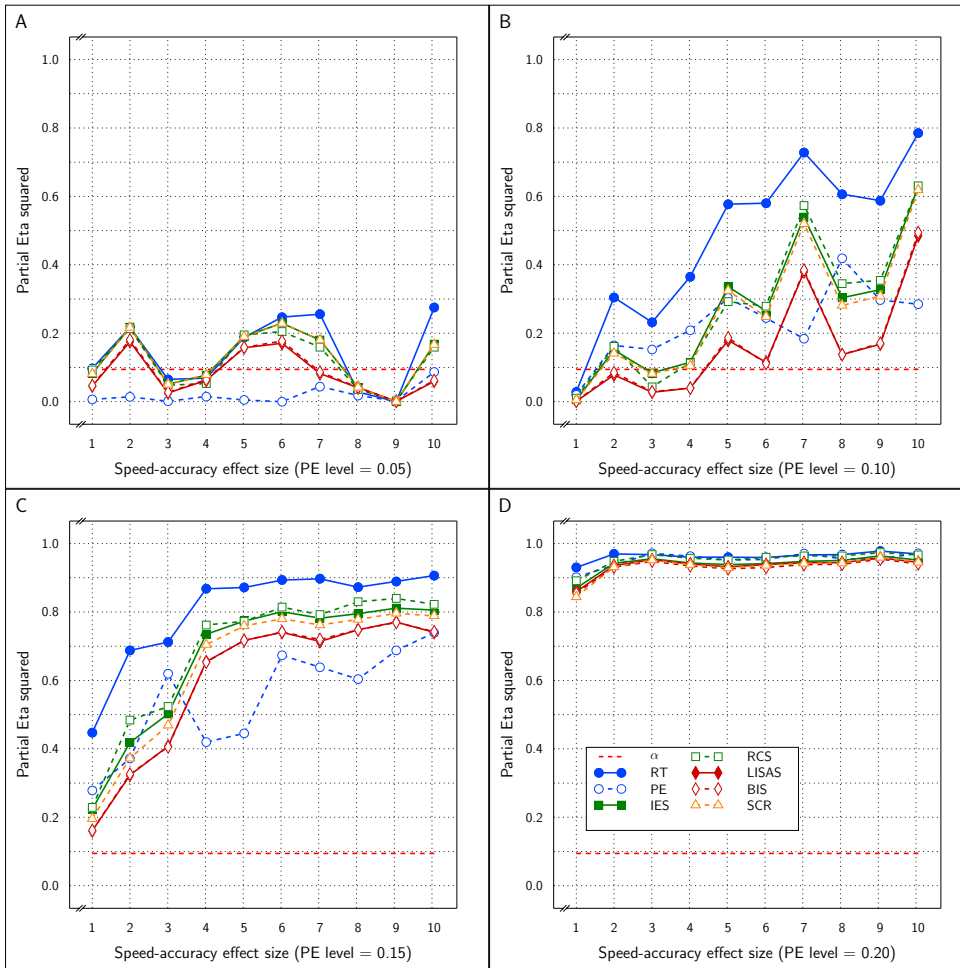 A
Partial Eta squared
1.0
0.8
0.6
0.4
0.2
0.0
1 2 3 4 5 6 7 8 9 10
Speed-accuracy effect size (PE level = 0.05)
B
Partial Eta squared
1.0
0.8
0.6
0.4
0.2
0.0
1 2 3 4 5 6 7 8 9 10
Speed-accuracy effect size (PE level = 0.10)
C
Partial Eta squared
1.0
0.8
0.6
0.4
0.2
0.0
1 2 3 4 5 6 7 8 9 10
Speed-accuracy effect size (PE level = 0.15)
D
Partial Eta squared
1.0
0.8
0.6
0.4
0.2
0.0
α
RT
PE
IES
RCS
LISAS
BIS
SCR
1 2 3 4 5 6 7 8 9 10
Speed-accuracy effect size (PE level = 0.20)